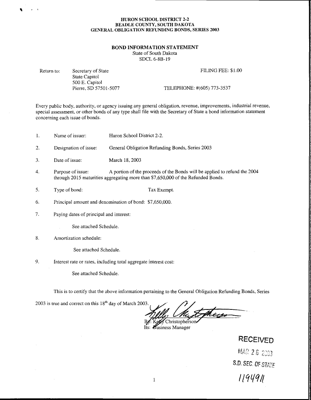 HURON SCHOOL DISTRICT 2-2
BEADLE COUNTY, SOUTH DAKOTA
GENERAL OBLIGATION REFUNDING BONDS, SERIES 2003
BOND INFORMATION STATEMENT
State of South Dakota
SDCL 6-8B-19
Return to: Secretary of State FILING FEE: $1.00
State Capitol
500 E. Capitol
Pierre, SD 57501-5077 TELEPHONE: #(605) 773-3537
Every public body, authority, or agency issuing any general obligation, revenue, improvements, industrial revenue,
special assessment, or other bonds of any type shall file with the Secretary of State a bond information statement
concerning each issue of bonds.
1. Name of issuer: Huron School District 2-2.
2. Designation of issue: General Obligation Refunding Bonds, Series 2003
3. Date of issue: March 18, 2003
4. Purpose of issue: A portion of the proceeds of the Bonds will be applied to refund the 2004
through 2015 maturities aggregating more than $7,650,000 of the Refunded Bonds.
5. Type of bond: Tax Exempt.
6. Principal amount and denomination of bond: $7,650,000.
7. Paying dates of principal and interest:
See attached Schedule.
8. Amortization schedule:
See attached Schedule.
9. Interest rate or rates, including total aggregate interest cost:
See attached Schedule.
This is to certify that the above information pertaining to the General Obligation Refunding Bonds, Series
2003 is true and correct on this 18th day of March 2003.
Kelly Christopherson
By: Kelly Christopherson
Its: Business Manager
RECEIVED
MAR 26 2003
S.D. SEC OF STATE
1